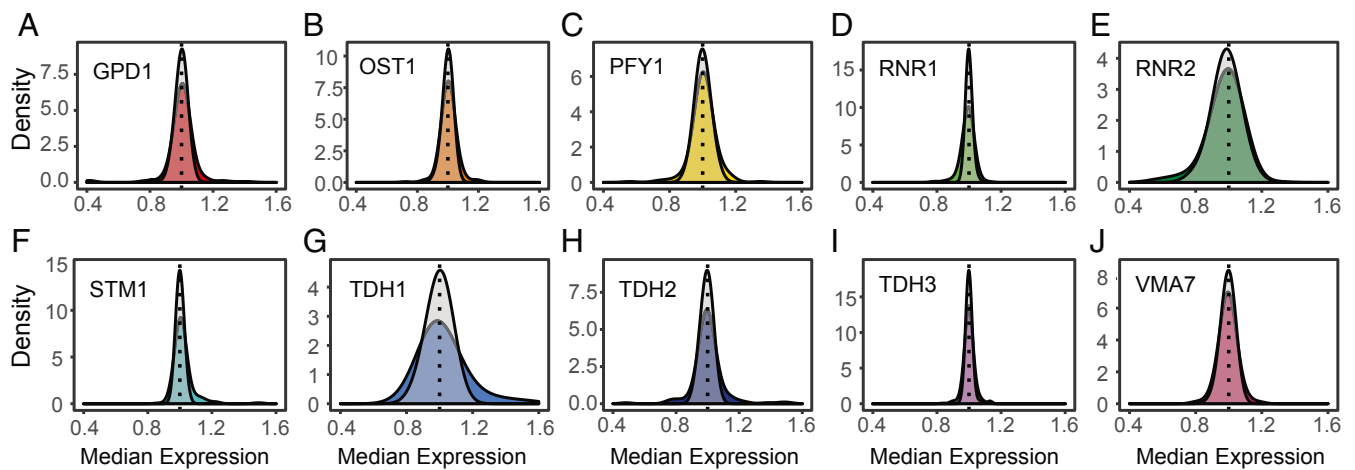 A
B
C
D
E
GPD1
OST1
PFY1
RNR1
RNR2
Density
7.5
5.0
2.5
0.0
10
7.5
5.0
2.5
0.0
6
4
2
0
15
10
5
0
4
3
2
1
0
0.4 0.8 1.2 1.6
0.4 0.8 1.2 1.6
0.4 0.8 1.2 1.6
0.4 0.8 1.2 1.6
0.4 0.8 1.2 1.6
F
G
H
I
J
STM1
TDH1
TDH2
TDH3
VMA7
Density
15
10
5
0
4
3
2
1
0
7.5
5.0
2.5
0.0
15
10
5
0
8
6
4
2
0
0.4 0.8 1.2 1.6
0.4 0.8 1.2 1.6
0.4 0.8 1.2 1.6
0.4 0.8 1.2 1.6
0.4 0.8 1.2 1.6
Median Expression
Median Expression
Median Expression
Median Expression
Median Expression